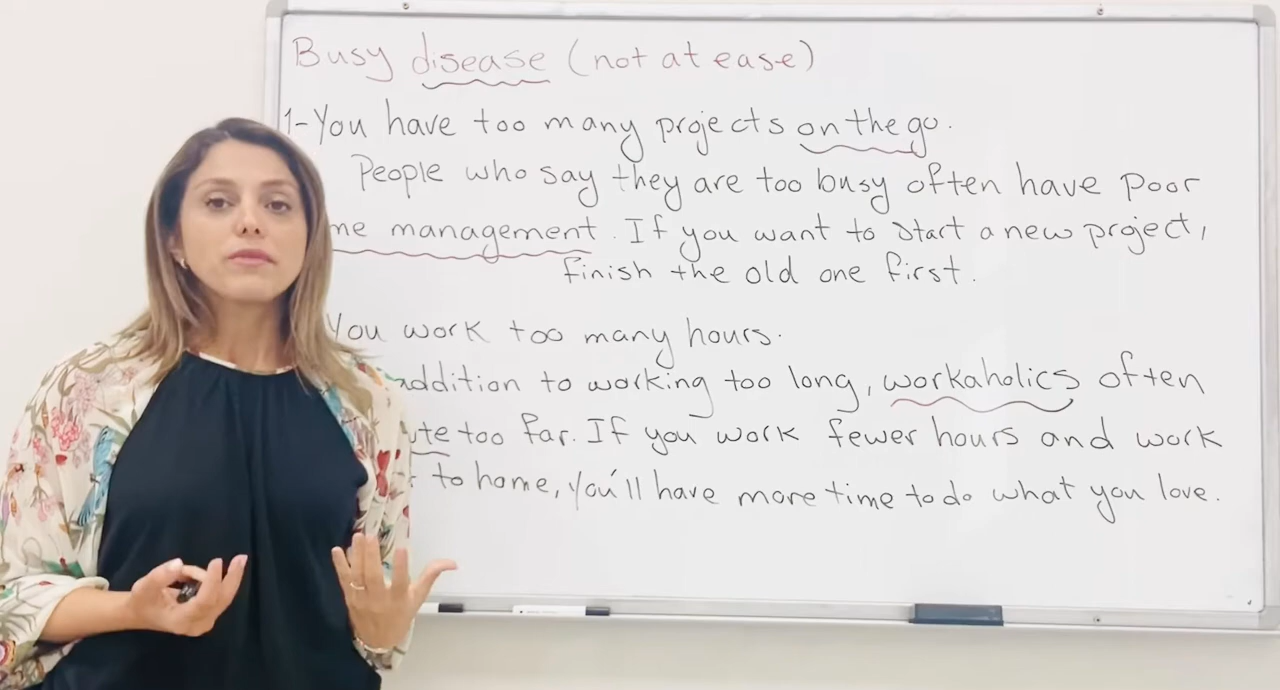 Busy disease (not at ease)
1- You have too many projects on the go.
People who say they are too busy often have poor
me management. If you want to start a new project,
finish the old one first.
You work too many hours.
addition to working too long, workaholics often
ute too far. If you work fewer hours and work
to home, you'll have more time to do what you love.